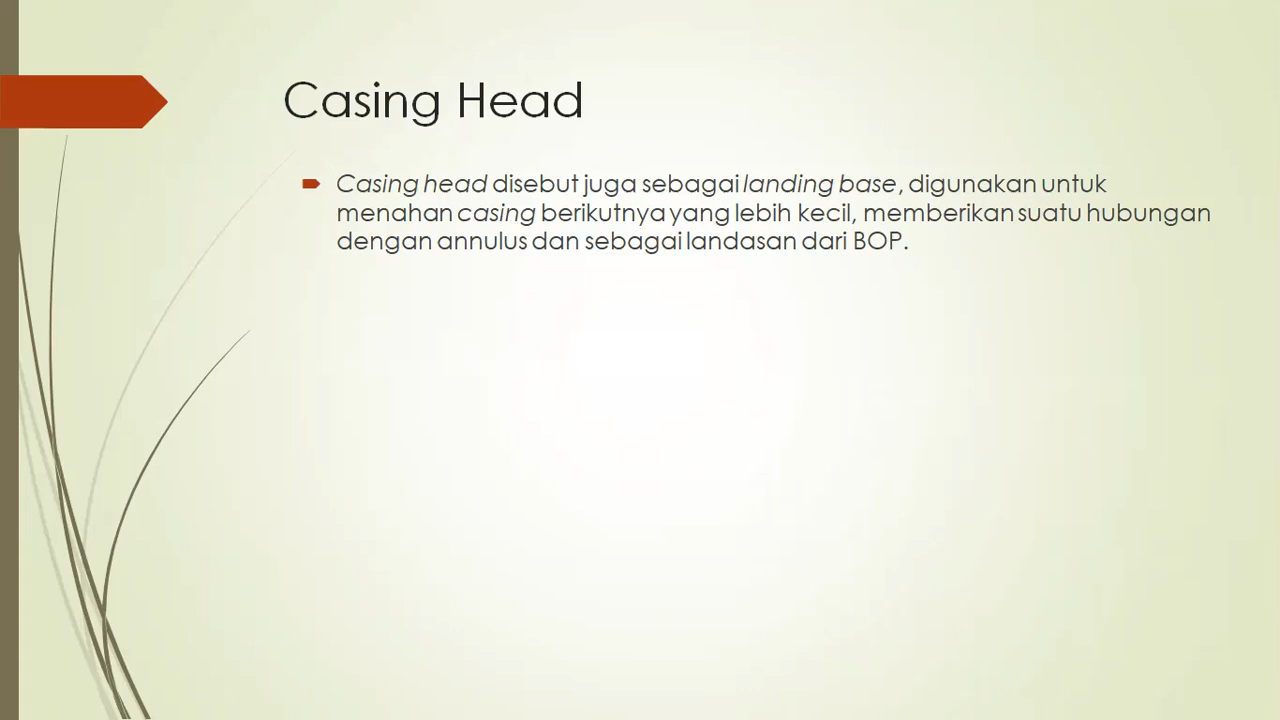 Casing Head
Casing head disebut juga sebagai landing base, digunakan untuk
menahan casing berikutnya yang lebih kecil, memberikan suatu hubungan
dengan annulus dan sebagai landasan dari BOP.